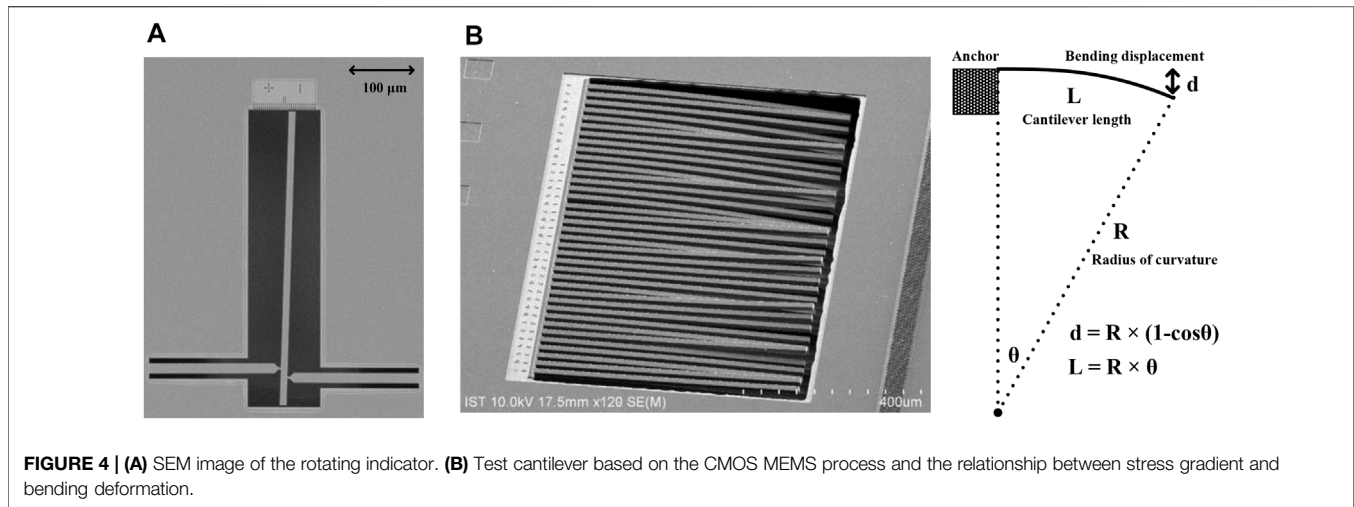 A
B
100 μm
Anchor
Bending displacement
d
L
Cantilever length
R
Radius of curvature
d = R × (1-cosθ)
θ
L = R × θ
IST 10.0kV 17.5mm x120 SE(M)
400um
FIGURE 4 | (A) SEM image of the rotating indicator. (B) Test cantilever based on the CMOS MEMS process and the relationship between stress gradient and
bending deformation.